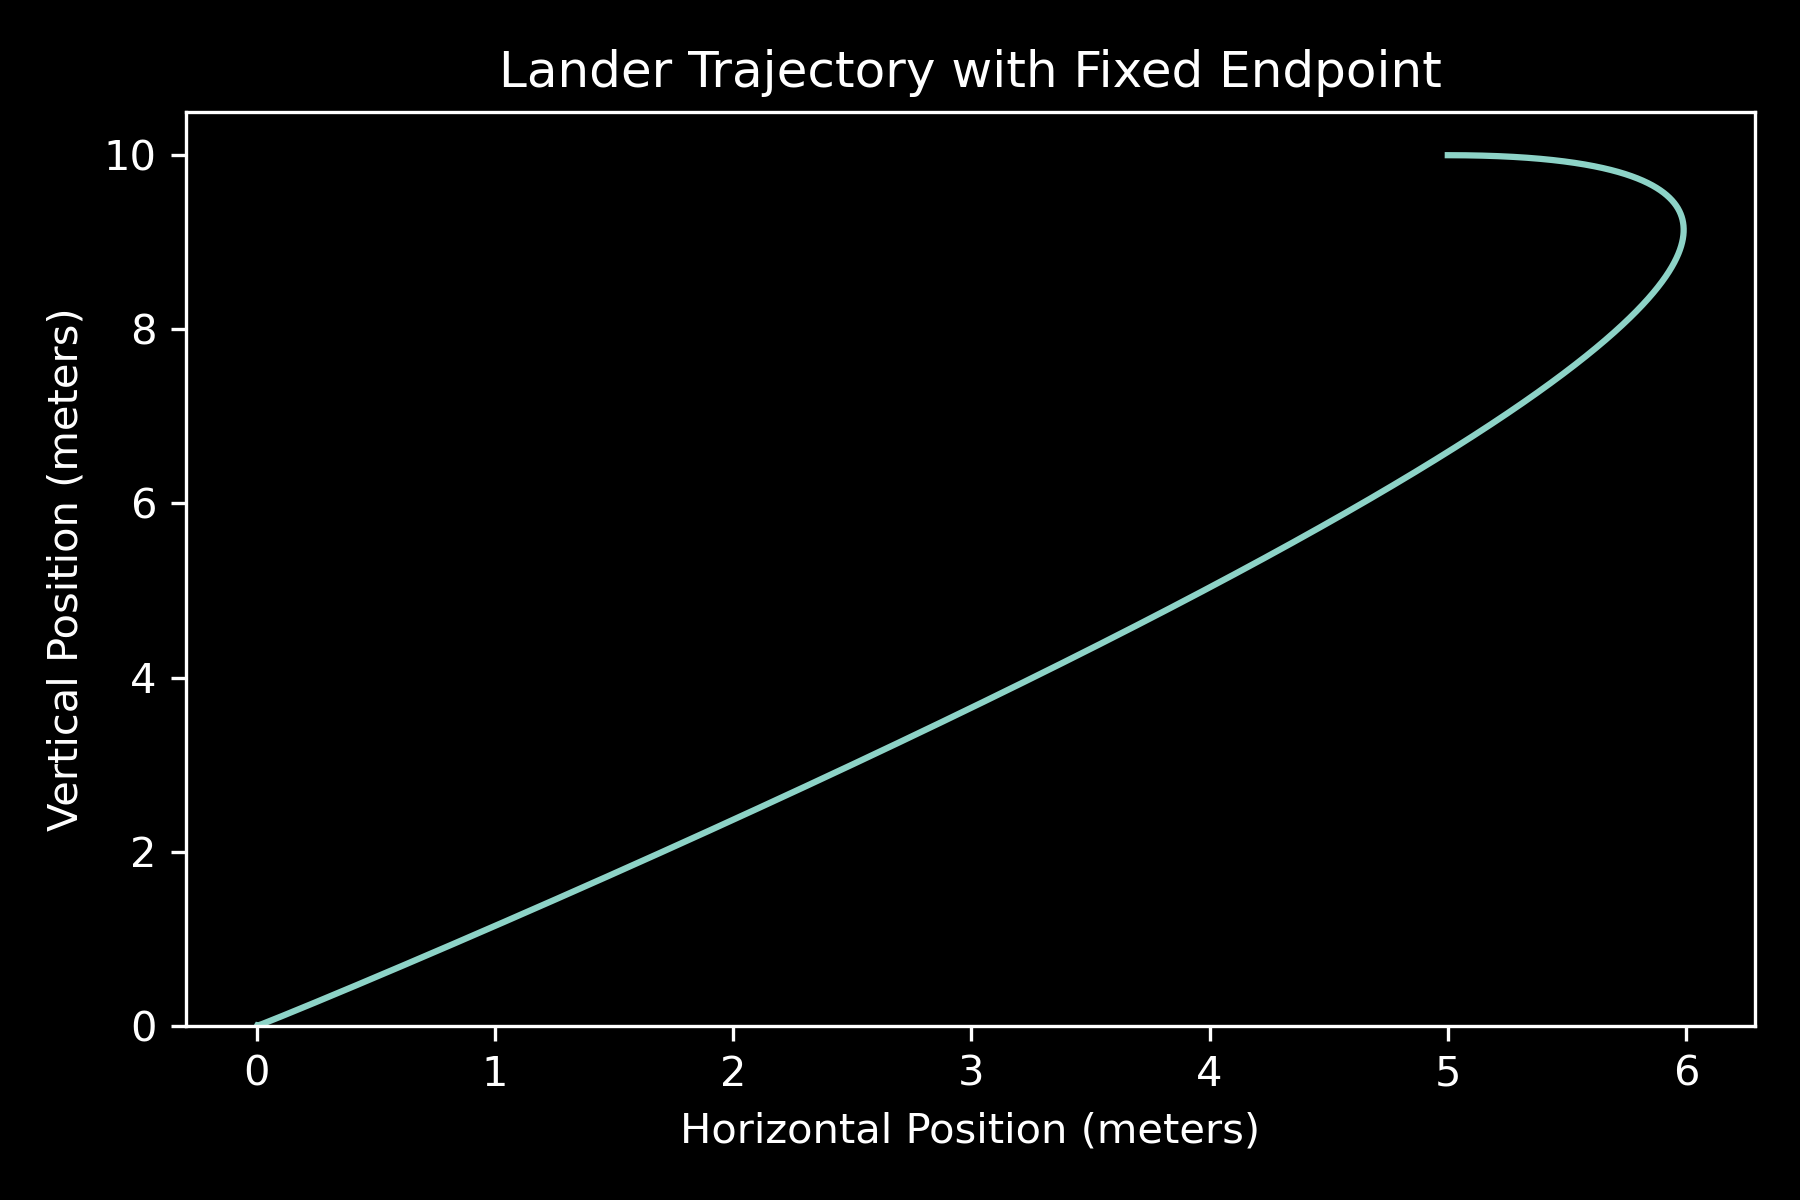 Lander Trajectory with Fixed Endpoint
Vertical Position (meters)
10
8
6
4
2
0
0 1 2 3 4 5 6
Horizontal Position (meters)